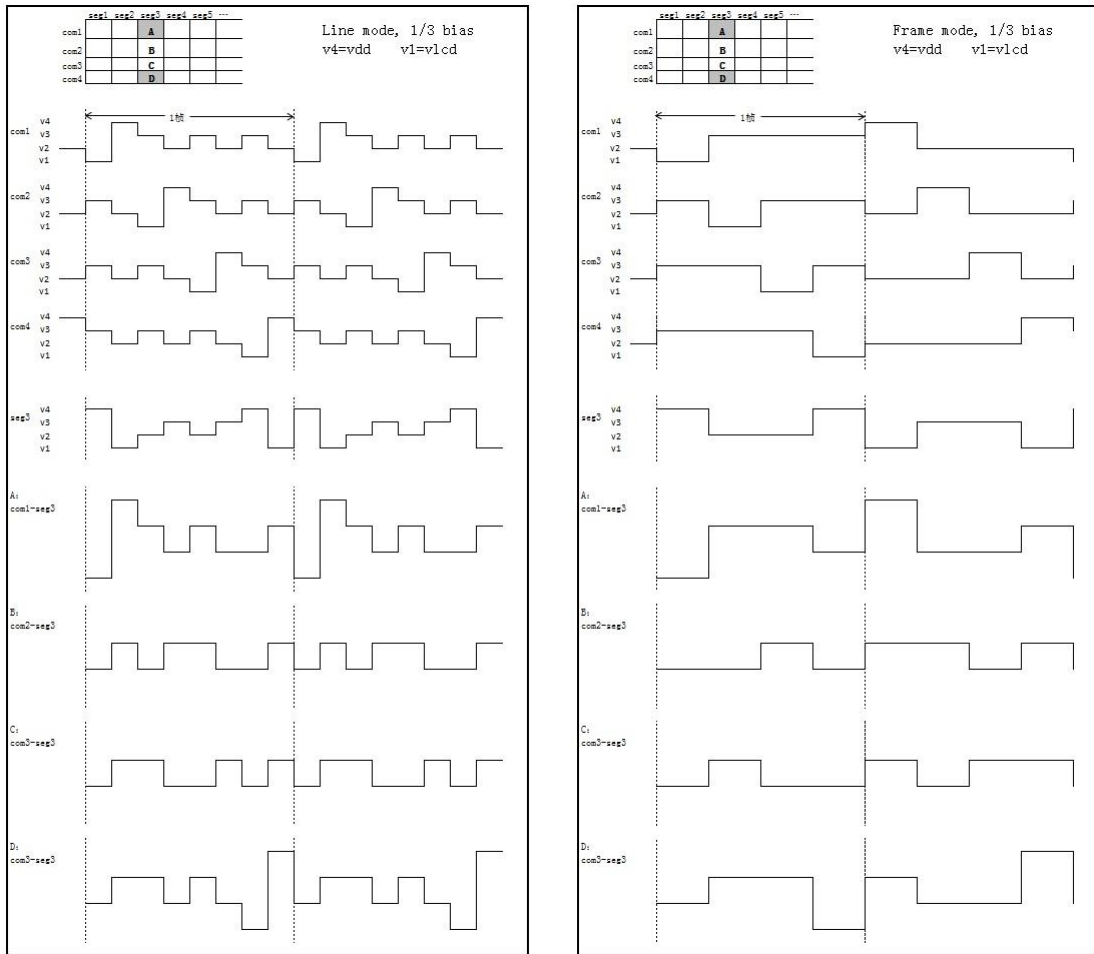 seg1 seg2 seg3 seg4 seg5 ---
com1 A
com2 B
com3 C
com4 D
Line mode, 1/3 bias
v4=vdd v1=vlcd
1帧
com1
v4
v3
v2
v1
com2
v4
v3
v2
v1
com3
v4
v3
v2
v1
com4
v4
v3
v2
v1
seg3
v4
v3
v2
v1
A:
com1-seg3
B:
com2-seg3
C:
com3-seg3
D:
com3-seg3
seg1 seg2 seg3 seg4 seg5 ---
com1 A
com2 B
com3 C
com4 D
Frame mode, 1/3 bias
v4=vdd v1=vlcd
1帧
com1
v4
v3
v2
v1
com2
v4
v3
v2
v1
com3
v4
v3
v2
v1
com4
v4
v3
v2
v1
seg3
v4
v3
v2
v1
A:
com1-seg3
B:
com2-seg3
C:
com3-seg3
D:
com3-seg3